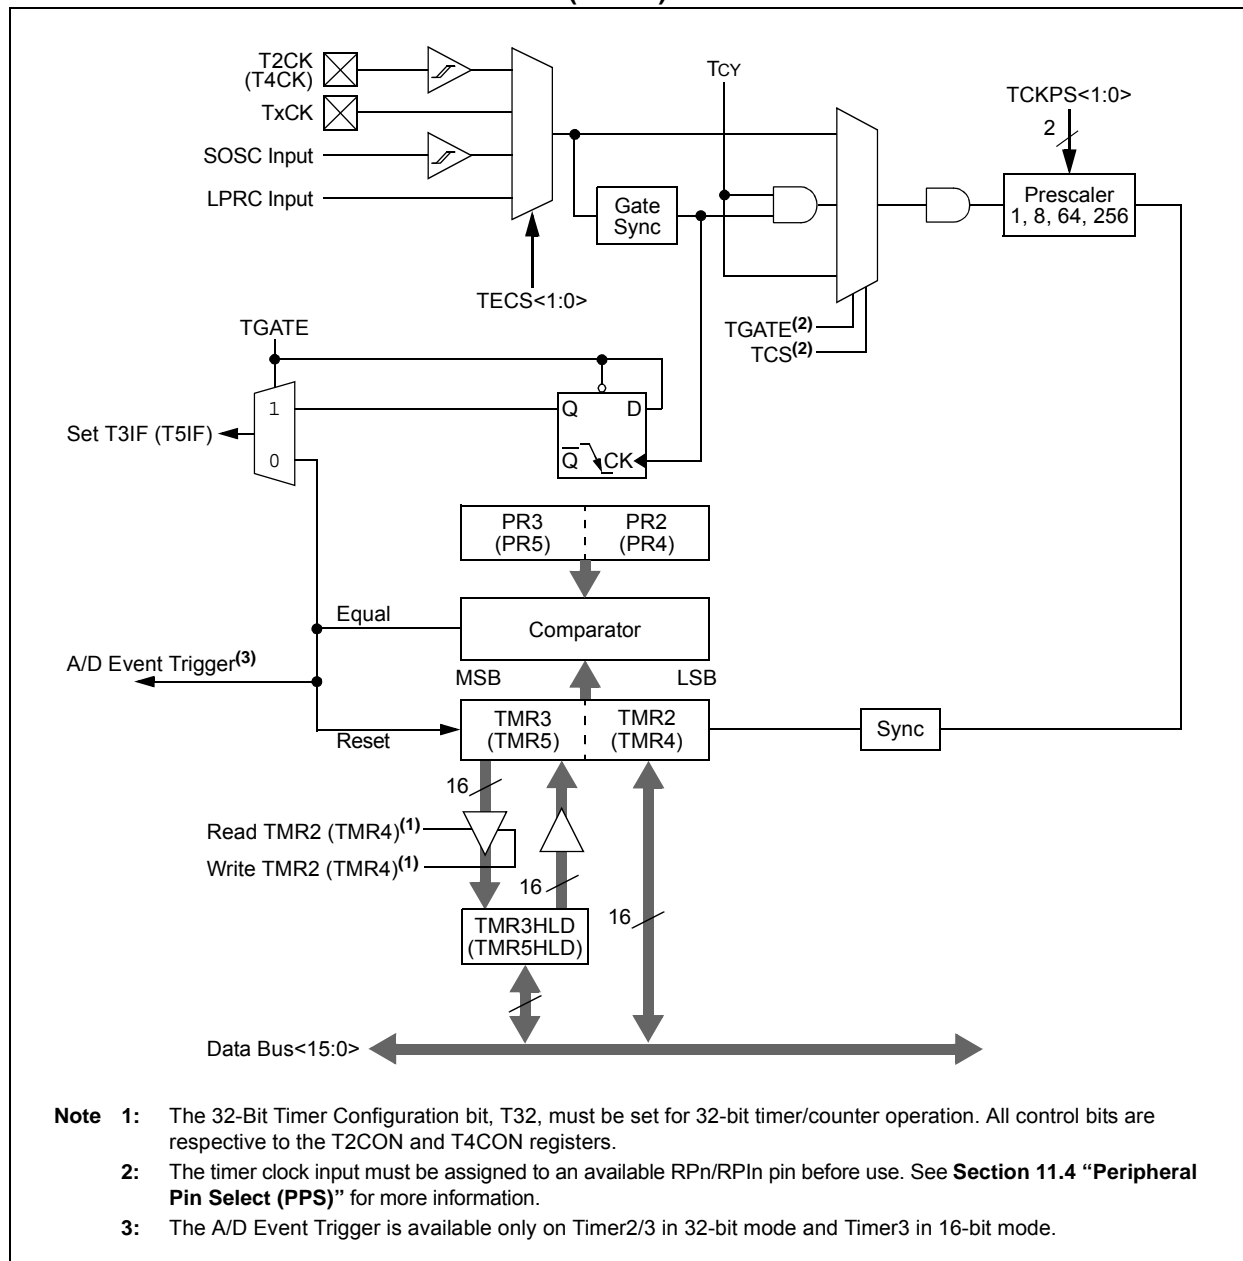 T2CK
(T4CK)
TxCK
SOSC Input
LPRC Input
TECS<1:0>
TCY
Gate
Sync
TGATE(2)
TCS(2)
TCKPS<1:0>
2
Prescaler
1, 8, 64, 256
TGATE
1
0
Set T3IF (T5IF)
Q
D
Q
CK
PR3
(PR5)
PR2
(PR4)
Equal
Comparator
A/D Event Trigger(3)
MSB
LSB
Reset
TMR3
(TMR5)
TMR2
(TMR4)
Sync
16
Read TMR2 (TMR4)(1)
Write TMR2 (TMR4)(1)
16
16
TMR3HLD
(TMR5HLD)
Data Bus<15:0>
Note 1: The 32-Bit Timer Configuration bit, T32, must be set for 32-bit timer/counter operation. All control bits are
respective to the T2CON and T4CON registers.
2: The timer clock input must be assigned to an available RPn/RPIn pin before use. See Section 11.4 “Peripheral
Pin Select (PPS)” for more information.
3: The A/D Event Trigger is available only on Timer2/3 in 32-bit mode and Timer3 in 16-bit mode.